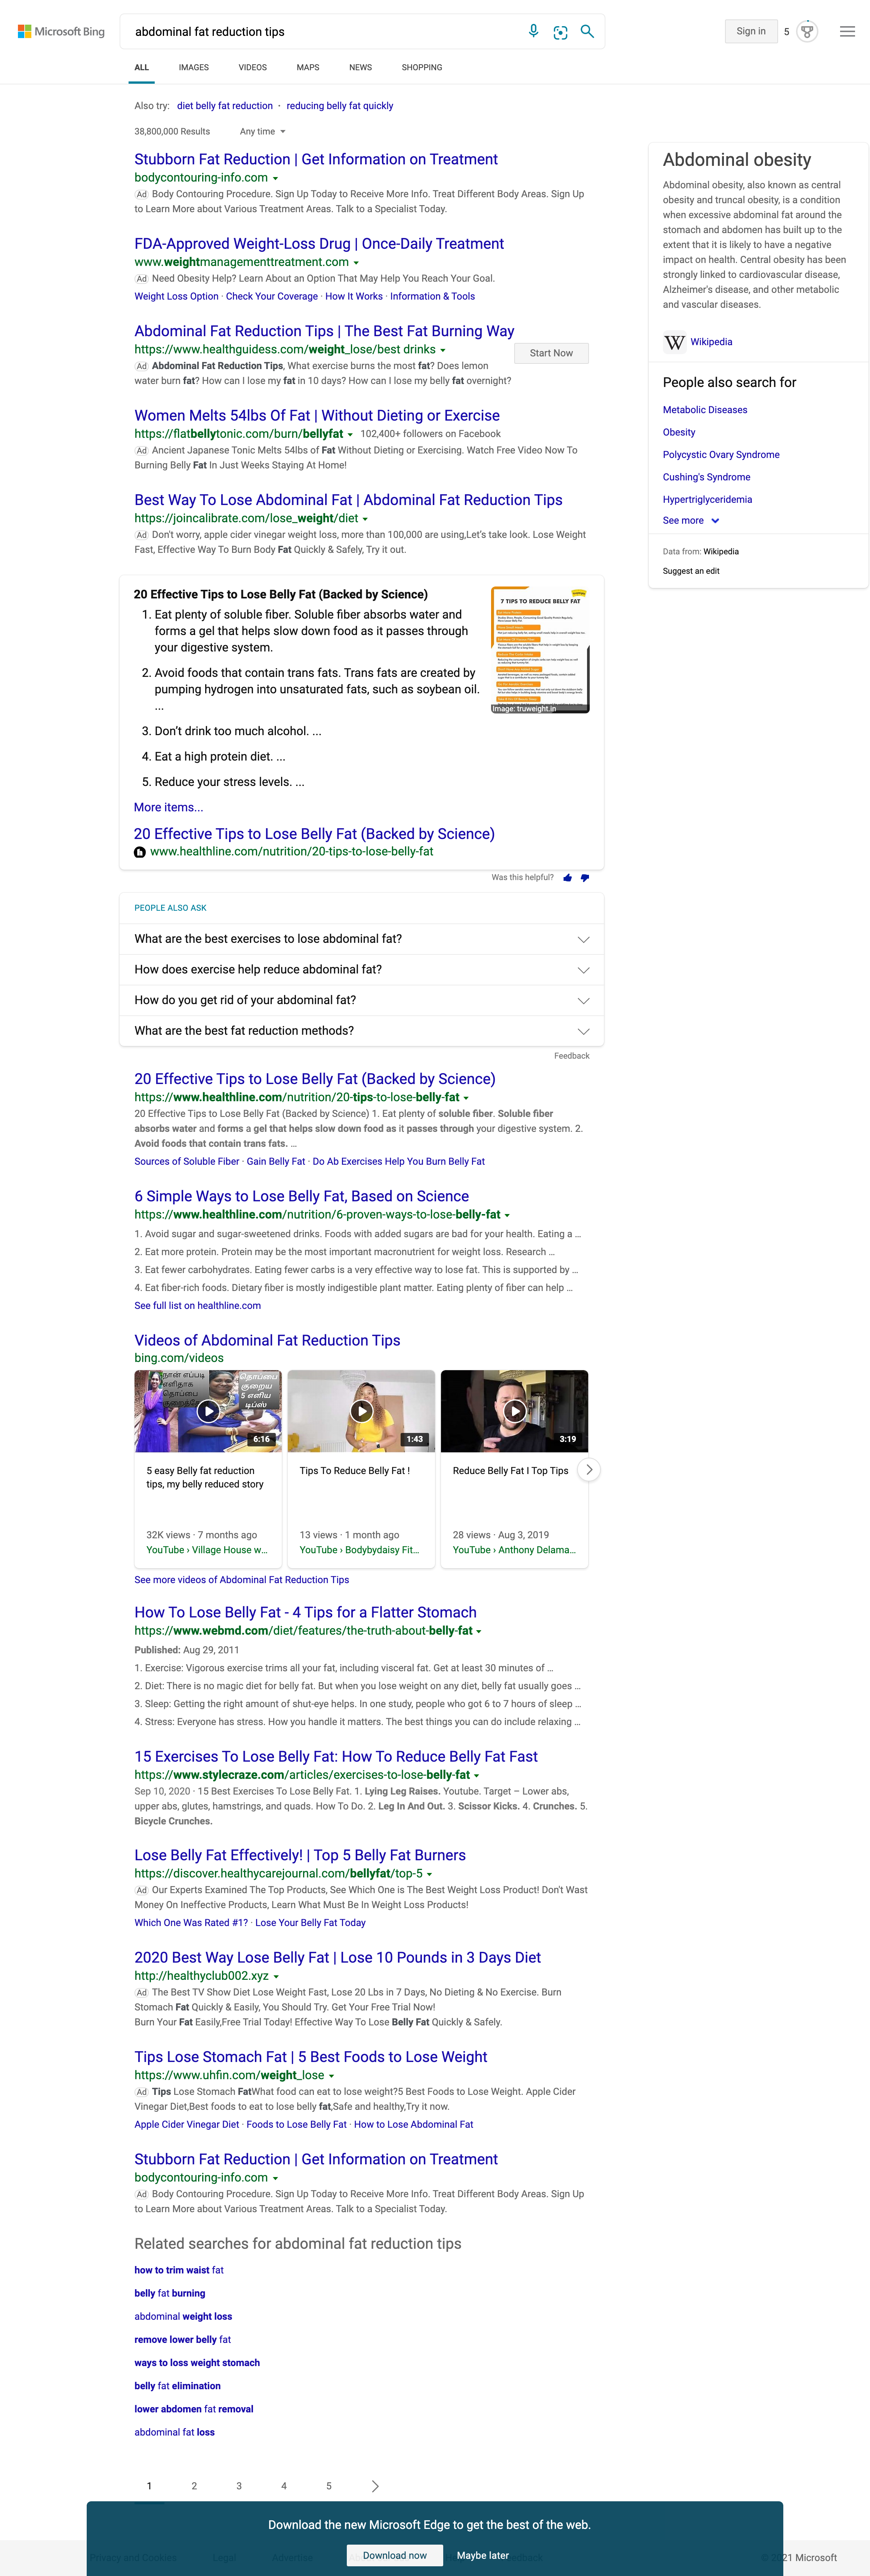 Microsoft Bing
abdominal fat reduction tips
Sign in
5
ALL IMAGES VIDEOS MAPS NEWS SHOPPING
Also try: diet belly fat reduction · reducing belly fat quickly
38,800,000 Results Any time
Stubborn Fat Reduction | Get Information on Treatment
bodycontouring-info.com
Ad Body Contouring Procedure. Sign Up Today to Receive More Info. Treat Different Body Areas. Sign Up
to Learn More about Various Treatment Areas. Talk to a Specialist Today.
FDA-Approved Weight-Loss Drug | Once-Daily Treatment
www.weightmanagementtreatment.com
Ad Need Obesity Help? Learn About an Option That May Help You Reach Your Goal.
Weight Loss Option · Check Your Coverage · How It Works · Information & Tools
Abdominal Fat Reduction Tips | The Best Fat Burning Way
https://www.healthguidess.com/weight_lose/best drinks
Start Now
Ad Abdominal Fat Reduction Tips, What exercise burns the most fat? Does lemon
water burn fat? How can I lose my fat in 10 days? How can I lose my belly fat overnight?
Women Melts 54lbs Of Fat | Without Dieting or Exercise
https://flatbellytonic.com/burn/bellyfat 102,400+ followers on Facebook
Ad Ancient Japanese Tonic Melts 54lbs of Fat Without Dieting or Exercising. Watch Free Video Now To
Burning Belly Fat In Just Weeks Staying At Home!
Best Way To Lose Abdominal Fat | Abdominal Fat Reduction Tips
https://joincalibrate.com/lose_weight/diet
Ad Don't worry, apple cider vinegar weight loss, more than 100,000 are using,Let's take look. Lose Weight
Fast, Effective Way To Burn Body Fat Quickly & Safely, Try it out.
20 Effective Tips to Lose Belly Fat (Backed by Science)
1. Eat plenty of soluble fiber. Soluble fiber absorbs water and
forms a gel that helps slow down food as it passes through
your digestive system.
2. Avoid foods that contain trans fats. Trans fats are created by
pumping hydrogen into unsaturated fats, such as soybean oil.
...
3. Don't drink too much alcohol. ...
4. Eat a high protein diet. ...
5. Reduce your stress levels. ...
More items...
7 TIPS TO REDUCE BELLY FAT
Image: truweight.in
20 Effective Tips to Lose Belly Fat (Backed by Science)
www.healthline.com/nutrition/20-tips-to-lose-belly-fat
Was this helpful?
PEOPLE ALSO ASK
What are the best exercises to lose abdominal fat?
How does exercise help reduce abdominal fat?
How do you get rid of your abdominal fat?
What are the best fat reduction methods?
Feedback
20 Effective Tips to Lose Belly Fat (Backed by Science)
https://www.healthline.com/nutrition/20-tips-to-lose-belly-fat
20 Effective Tips to Lose Belly Fat (Backed by Science) 1. Eat plenty of soluble fiber. Soluble fiber
absorbs water and forms a gel that helps slow down food as it passes through your digestive system. 2.
Avoid foods that contain trans fats. ...
Sources of Soluble Fiber · Gain Belly Fat · Do Ab Exercises Help You Burn Belly Fat
6 Simple Ways to Lose Belly Fat, Based on Science
https://www.healthline.com/nutrition/6-proven-ways-to-lose-belly-fat
1. Avoid sugar and sugar-sweetened drinks. Foods with added sugars are bad for your health. Eating a ...
2. Eat more protein. Protein may be the most important macronutrient for weight loss. Research ...
3. Eat fewer carbohydrates. Eating fewer carbs is a very effective way to lose fat. This is supported by ...
4. Eat fiber-rich foods. Dietary fiber is mostly indigestible plant matter. Eating plenty of fiber can help ...
See full list on healthline.com
Videos of Abdominal Fat Reduction Tips
bing.com/videos
தொப்பை
குறைய
5 எளிய
டிப்ஸ்
6:16
1:43
3:19
5 easy Belly fat reduction
tips, my belly reduced story
32K views · 7 months ago
YouTube › Village House w...
Tips To Reduce Belly Fat !
13 views · 1 month ago
YouTube › Bodybydaisy Fit...
Reduce Belly Fat I Top Tips
28 views · Aug 3, 2019
YouTube › Anthony Delama...
See more videos of Abdominal Fat Reduction Tips
How To Lose Belly Fat - 4 Tips for a Flatter Stomach
https://www.webmd.com/diet/features/the-truth-about-belly-fat
Published: Aug 29, 2011
1. Exercise: Vigorous exercise trims all your fat, including visceral fat. Get at least 30 minutes of ...
2. Diet: There is no magic diet for belly fat. But when you lose weight on any diet, belly fat usually goes ...
3. Sleep: Getting the right amount of shut-eye helps. In one study, people who got 6 to 7 hours of sleep ...
4. Stress: Everyone has stress. How you handle it matters. The best things you can do include relaxing ...
15 Exercises To Lose Belly Fat: How To Reduce Belly Fat Fast
https://www.stylecraze.com/articles/exercises-to-lose-belly-fat
Sep 10, 2020 · 15 Best Exercises To Lose Belly Fat. 1. Lying Leg Raises. Youtube. Target – Lower abs,
upper abs, glutes, hamstrings, and quads. How To Do. 2. Leg In And Out. 3. Scissor Kicks. 4. Crunches. 5.
Bicycle Crunches.
Lose Belly Fat Effectively! | Top 5 Belly Fat Burners
https://discover.healthycarejournal.com/bellyfat/top-5
Ad Our Experts Examined The Top Products, See Which One is The Best Weight Loss Product! Don't Wast
Money On Ineffective Products, Learn What Must Be In Weight Loss Products!
Which One Was Rated #1? · Lose Your Belly Fat Today
2020 Best Way Lose Belly Fat | Lose 10 Pounds in 3 Days Diet
http://healthyclub002.xyz
Ad The Best TV Show Diet Lose Weight Fast, Lose 20 Lbs in 7 Days, No Dieting & No Exercise. Burn
Stomach Fat Quickly & Easily, You Should Try. Get Your Free Trial Now!
Burn Your Fat Easily,Free Trial Today! Effective Way To Lose Belly Fat Quickly & Safely.
Tips Lose Stomach Fat | 5 Best Foods to Lose Weight
https://www.uhfin.com/weight_lose
Ad Tips Lose Stomach FatWhat food can eat to lose weight?5 Best Foods to Lose Weight. Apple Cider
Vinegar Diet,Best foods to eat to lose belly fat,Safe and healthy,Try it now.
Apple Cider Vinegar Diet · Foods to Lose Belly Fat · How to Lose Abdominal Fat
Stubborn Fat Reduction | Get Information on Treatment
bodycontouring-info.com
Ad Body Contouring Procedure. Sign Up Today to Receive More Info. Treat Different Body Areas. Sign Up
to Learn More about Various Treatment Areas. Talk to a Specialist Today.
Related searches for abdominal fat reduction tips
how to trim waist fat
belly fat burning
abdominal weight loss
remove lower belly fat
ways to loss weight stomach
belly fat elimination
lower abdomen fat removal
abdominal fat loss
1 2 3 4 5
Abdominal obesity
Abdominal obesity, also known as central
obesity and truncal obesity, is a condition
when excessive abdominal fat around the
stomach and abdomen has built up to the
extent that it is likely to have a negative
impact on health. Central obesity has been
strongly linked to cardiovascular disease,
Alzheimer's disease, and other metabolic
and vascular diseases.
W Wikipedia
People also search for
Metabolic Diseases
Obesity
Polycystic Ovary Syndrome
Cushing's Syndrome
Hypertriglyceridemia
See more
Data from: Wikipedia
Suggest an edit
Download the new Microsoft Edge to get the best of the web.
Download now Maybe later
21 Microsoft